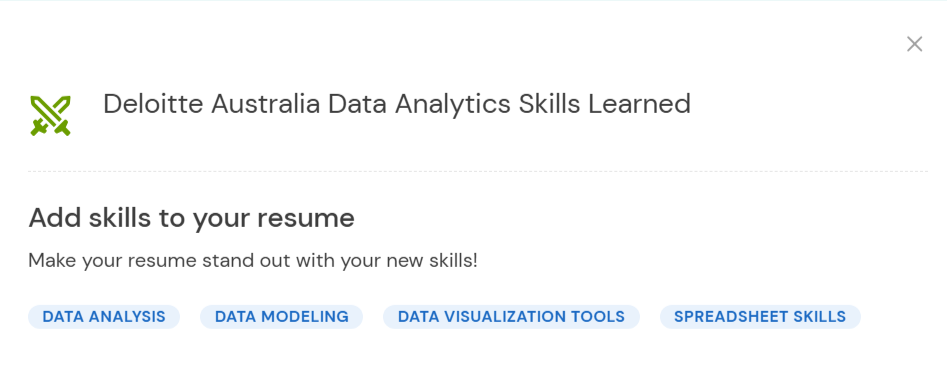 Deloitte Australia Data Analytics Skills Learned
Add skills to your resume
Make your resume stand out with your new skills!
DATA ANALYSIS DATA MODELING DATA VISUALIZATION TOOLS SPREADSHEET SKILLS